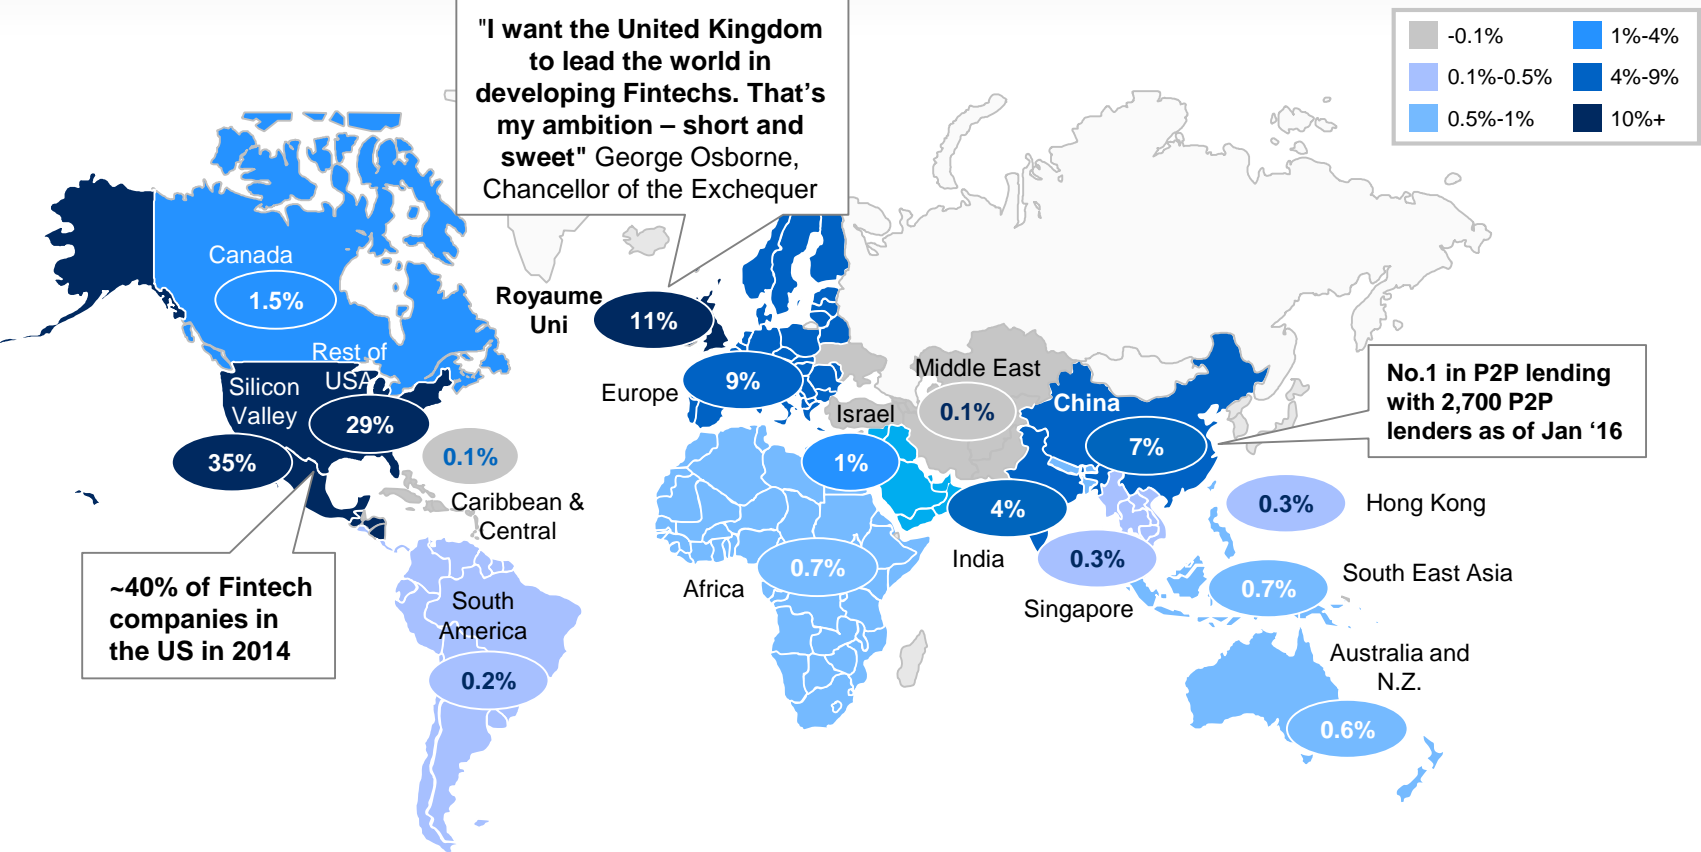 "I want the United Kingdom
to lead the world in
developing Fintechs. That's
my ambition – short and
sweet" George Osborne,
Chancellor of the Exchequer
-0.1%
1%-4%
0.1%-0.5%
4%-9%
0.5%-1%
10%+
Canada
1.5%
Royaume
Uni
11%
Rest of
USA
29%
Silicon
Valley
35%
Europe
9%
Middle East
0.1%
Israel
1%
China
7%
No.1 in P2P lending
with 2,700 P2P
lenders as of Jan ‘16
0.1%
Caribbean &
Central
4%
India
0.3%
Hong Kong
0.3%
Singapore
South East Asia
0.7%
Africa
0.7%
~40% of Fintech
companies in
the US in 2014
South
America
0.2%
Australia and
N.Z.
0.6%